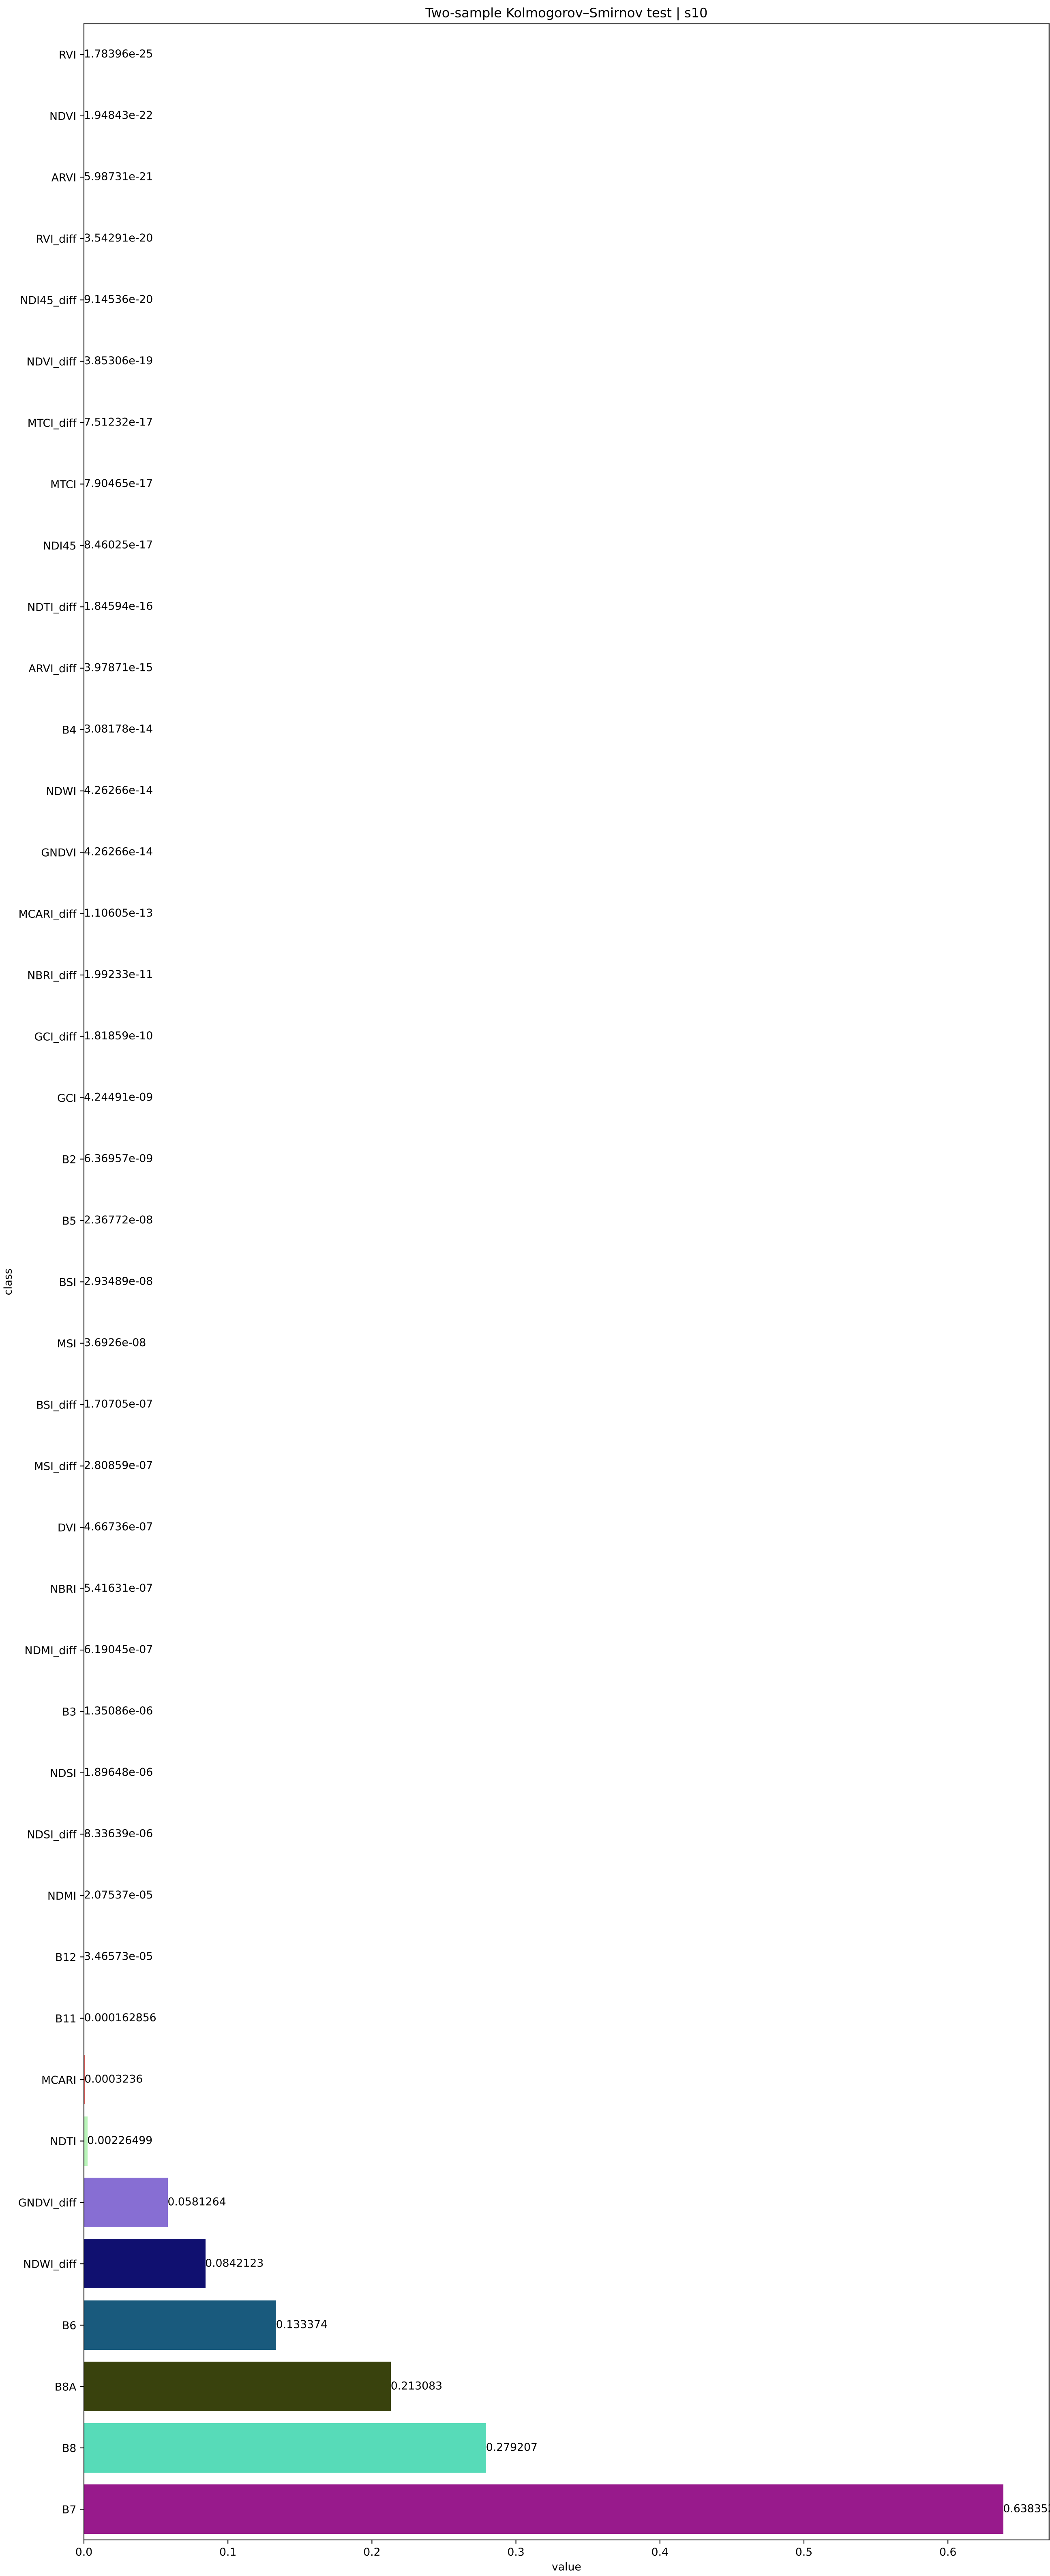 Two-sample Kolmogorov–Smirnov test | s10
RVI 1.78396e-25
NDVI 1.94843e-22
ARVI 5.98731e-21
RVI_diff 3.54291e-20
NDI45_diff 9.14536e-20
NDVI_diff 3.85306e-19
MTCI_diff 7.51232e-17
MTCI 7.90465e-17
NDI45 8.46025e-17
NDTI_diff 1.84594e-16
ARVI_diff 3.97871e-15
B4 3.08178e-14
NDWI 4.26266e-14
GNDVI 4.26266e-14
MCARI_diff 1.10605e-13
NBRI_diff 1.99233e-11
GCI_diff 1.81859e-10
GCI 4.24491e-09
B2 6.36957e-09
B5 2.36772e-08
BSI 2.93489e-08
class
MSI 3.6926e-08
BSI_diff 1.70705e-07
MSI_diff 2.80859e-07
DVI 4.66736e-07
NBRI 5.41631e-07
NDMI_diff 6.19045e-07
B3 1.35086e-06
NDSI 1.89648e-06
NDSI_diff 8.33639e-06
NDMI 2.07537e-05
B12 3.46573e-05
B11 0.000162856
MCARI 0.0003236
NDTI 0.00226499
GNDVI_diff 0.0581264
NDWI_diff 0.0842123
B6 0.133374
B8A 0.213083
B8 0.279207
B7 0.63835
0.0 0.1 0.2 0.3 0.4 0.5 0.6
value